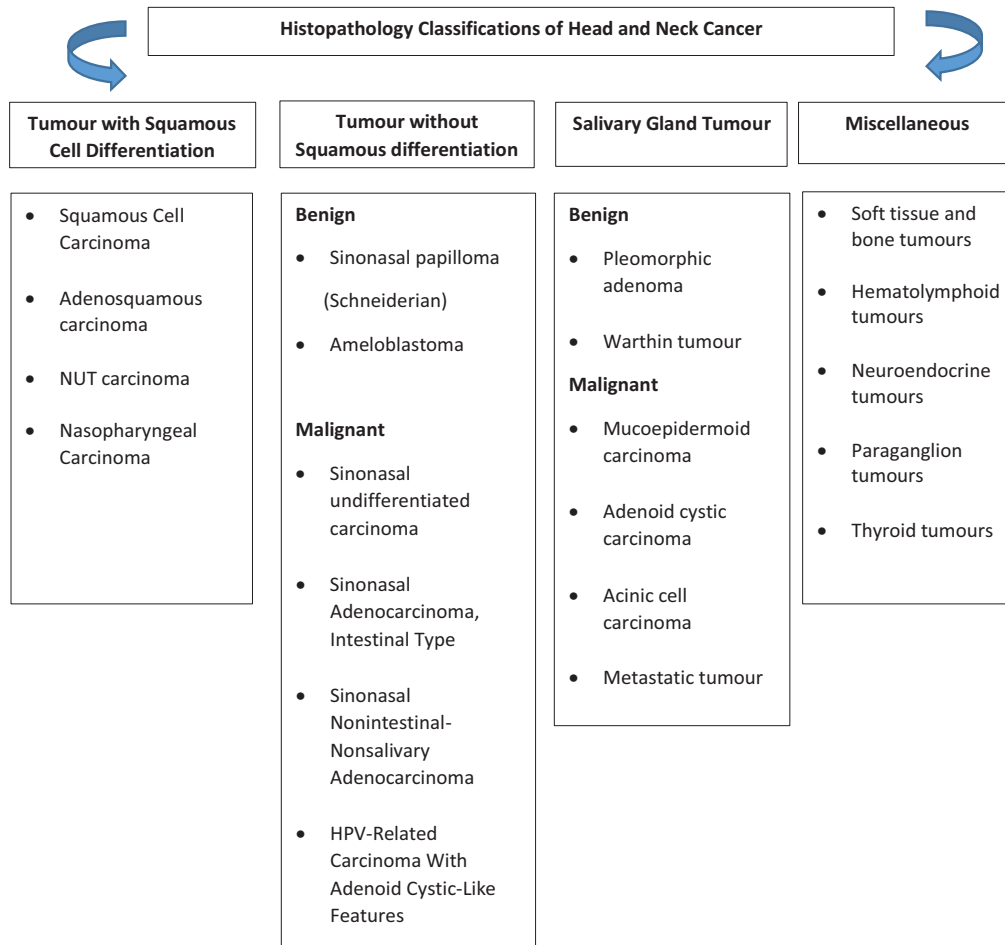 Histopathology Classifications of Head and Neck Cancer
Tumour with Squamous
Cell Differentiation
• Squamous Cell
Carcinoma
• Adenosquamous
carcinoma
• NUT carcinoma
• Nasopharyngeal
Carcinoma
Tumour without
Squamous differentiation
Benign
• Sinonasal papilloma
(Schneiderian)
• Ameloblastoma
Malignant
• Sinonasal
undifferentiated
carcinoma
• Sinonasal
Adenocarcinoma,
Intestinal Type
• Sinonasal
Nonintestinal-
Nonsalivary
Adenocarcinoma
• HPV-Related
Carcinoma With
Adenoid Cystic-Like
Features
Salivary Gland Tumour
Benign
• Pleomorphic
adenoma
• Warthin tumour
Malignant
• Mucoepidermoid
carcinoma
• Adenoid cystic
carcinoma
• Acinic cell
carcinoma
• Metastatic tumour
Miscellaneous
• Soft tissue and
bone tumours
• Hematolymphoid
tumours
• Neuroendocrine
tumours
• Paraganglion
tumours
• Thyroid tumours